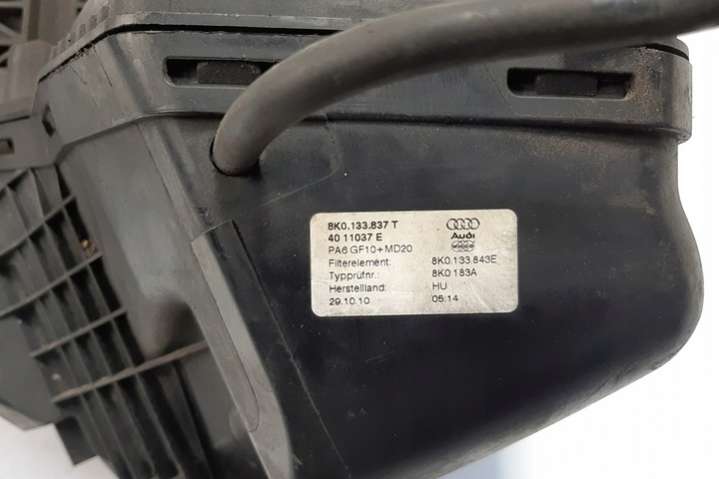 8K0.133.837 T
40 11037 E
PA6 GF10+MD20
Audi
Filterelement: 8K0.133.843E
Typprüfnr.: 8K0 183A
Herstellland: HU
29.10.10 05:14